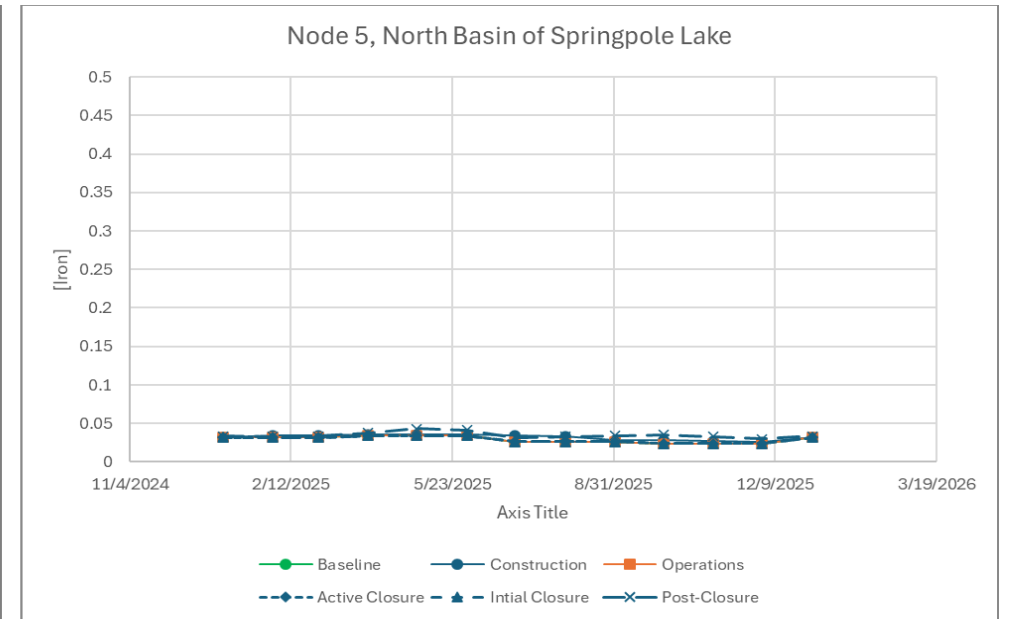 Node 5, North Basin of Springpole Lake
0.5
0.45
0.4
0.35
0.3
0.25
0.2
0.15
0.1
0.05
0
[Iron]
11/4/2024 2/12/2025 5/23/2025 8/31/2025 12/9/2025 3/19/2026
Axis Title
Baseline Construction Operations
Active Closure Intial Closure Post-Closure